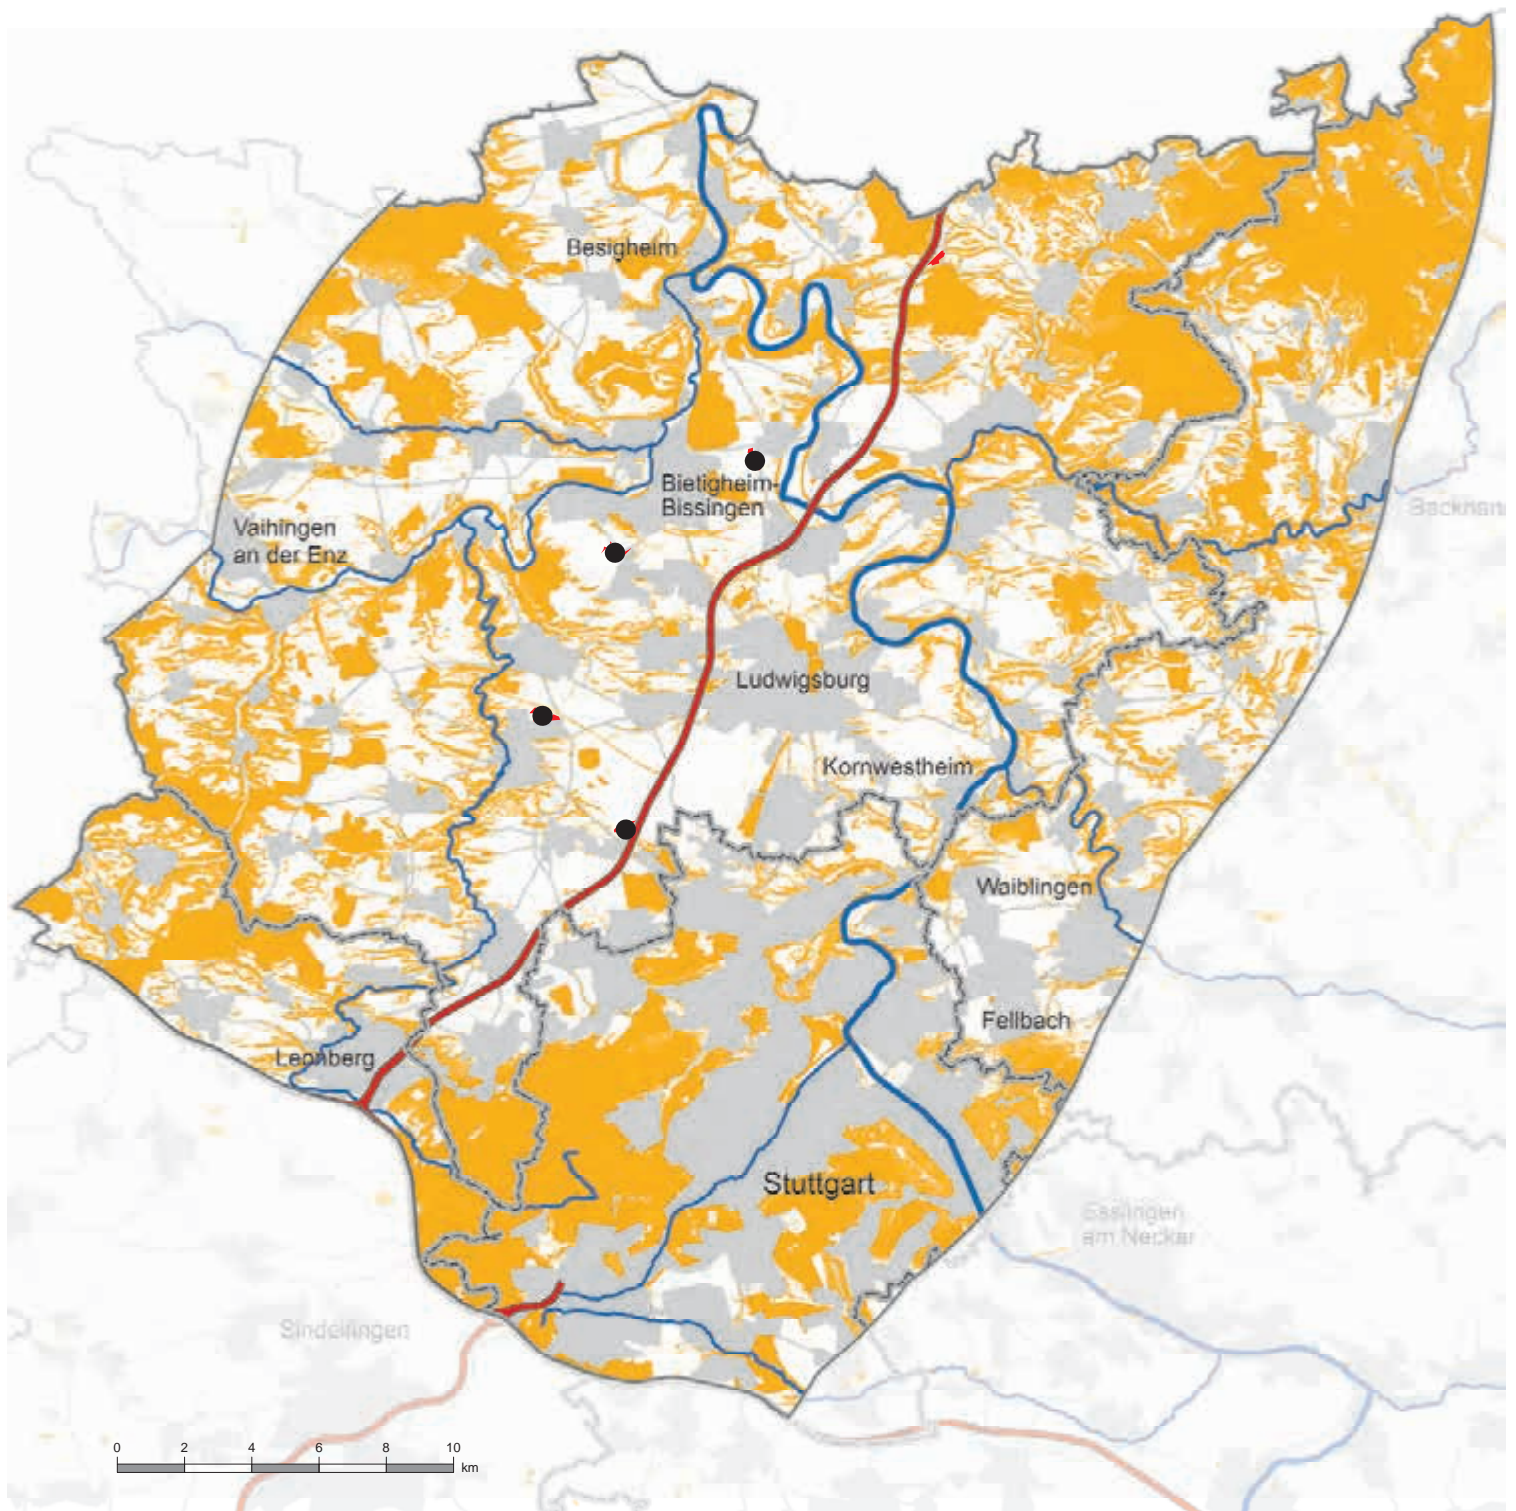 Besigheim
Bietigheim-
Bissingen
Vaihingen
an der Enz
Backnan
Ludwigsburg
Kornwestheim
Waiblingen
Fellbach
Leonberg
Stuttgart
Esslingen
am Neckar
Sindelfingen
0 2 4 6 8 10
km